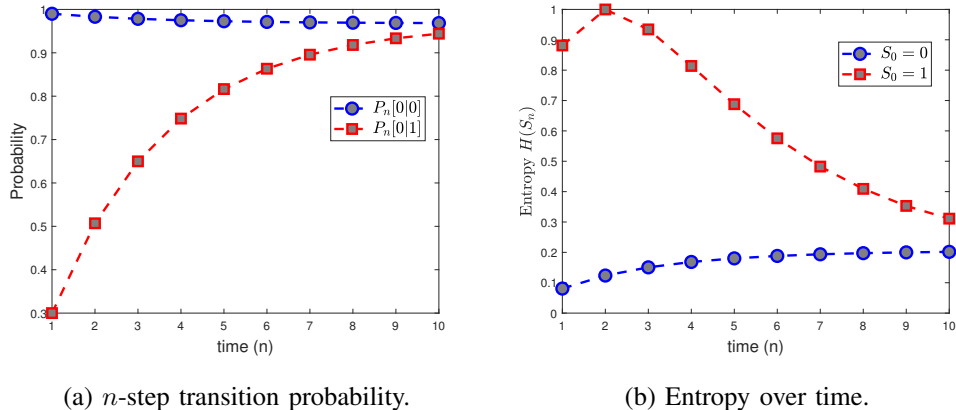 1
0.9
0.8
0.7
0.6
0.5
0.4
0.3
Probability
P_n[0|0]
P_n[0|1]
1 2 3 4 5 6 7 8 9 10
time (n)
(a) n-step transition probability.
1
0.9
0.8
0.7
0.6
0.5
0.4
0.3
0.2
0.1
0
Entropy H(S_n)
S_0 = 0
S_0 = 1
1 2 3 4 5 6 7 8 9 10
time (n)
(b) Entropy over time.